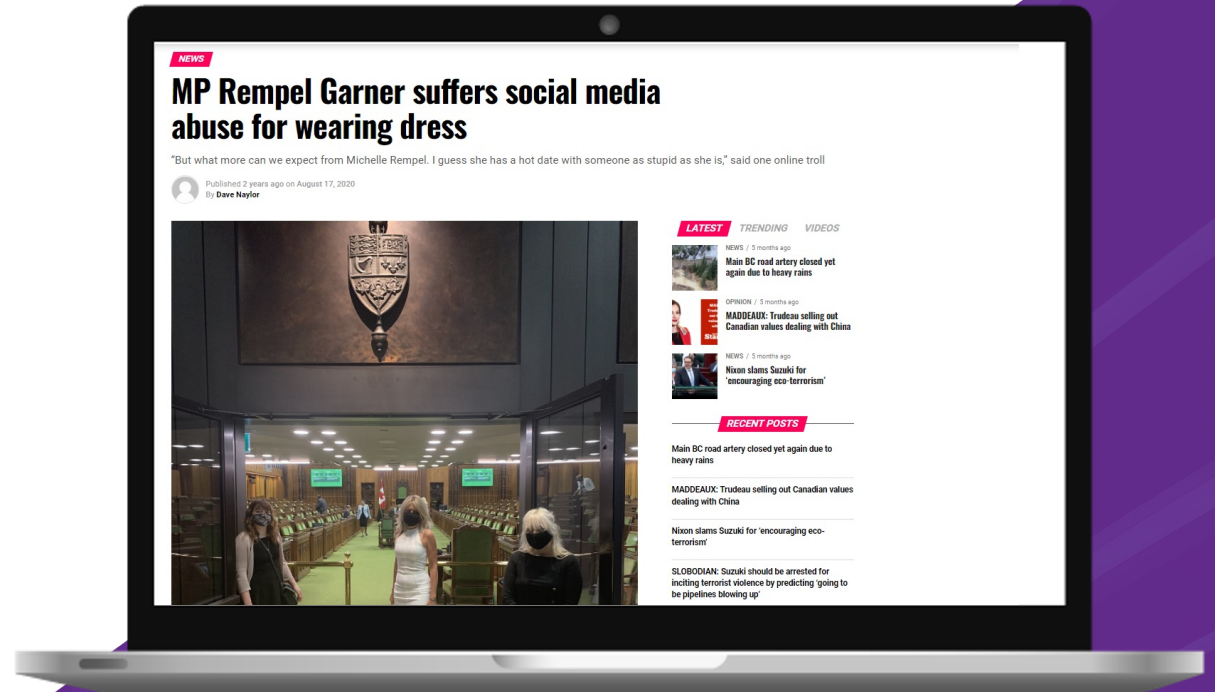 NEWS
MP Rempel Garner suffers social media
abuse for wearing dress
"But what more can we expect from Michelle Rempel. I guess she has a hot date with someone as stupid as she is," said one online troll
Published 2 years ago on August 17, 2020
By Dave Naylor
LATEST TRENDING VIDEOS
NEWS / 5 months ago
Main BC road artery closed yet
again due to heavy rains
OPINION / 5 months ago
MADDEAUX: Trudeau selling out
Canadian values dealing with China
NEWS / 5 months ago
Nixon slams Suzuki for
'encouraging eco-terrorism'
RECENT POSTS
Main BC road artery closed yet again due to
heavy rains
MADDEAUX: Trudeau selling out Canadian values
dealing with China
Nixon slams Suzuki for 'encouraging eco-
terrorism'
SLOBODIAN: Suzuki should be arrested for
inciting terrorist violence by predicting 'going to
be pipelines blowing up'